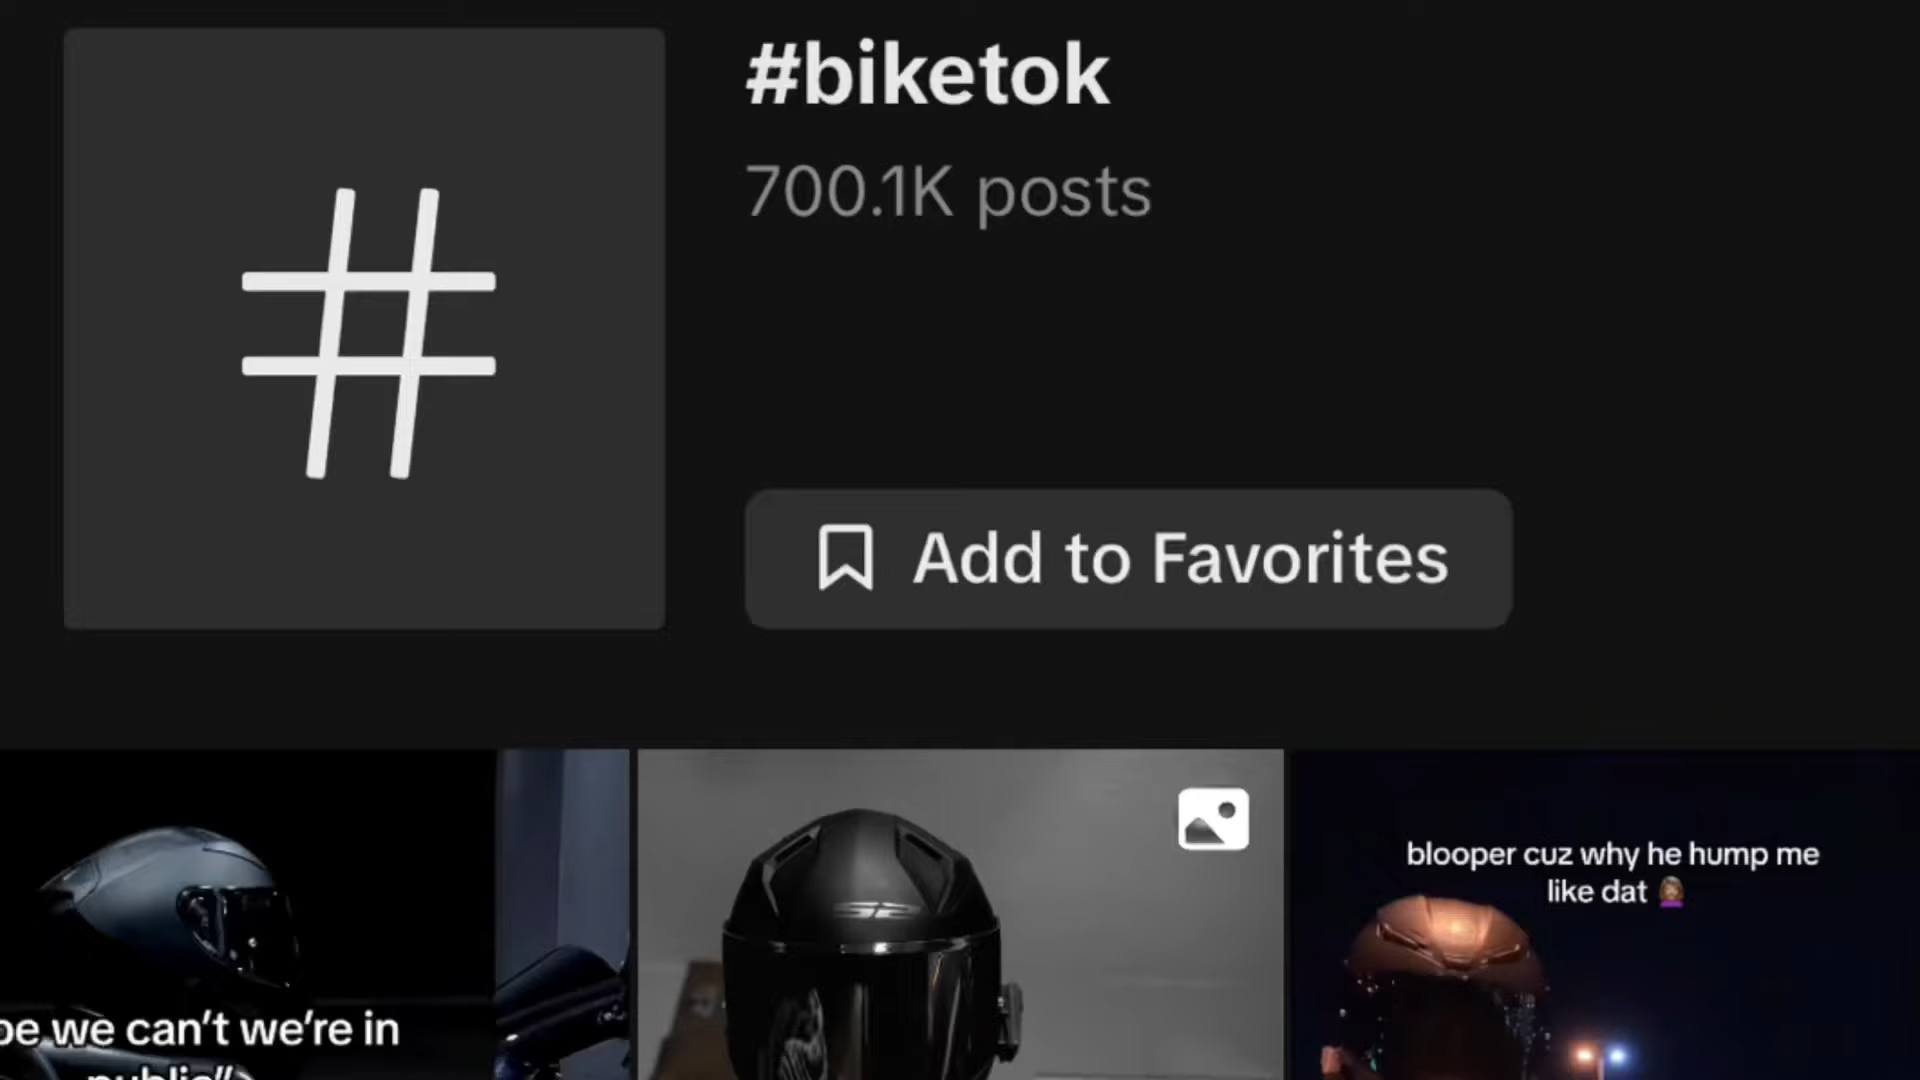 #biketok
700.1K posts
Add to Favorites
blooper cuz why he hump me
like dat
we can't we're in
public"